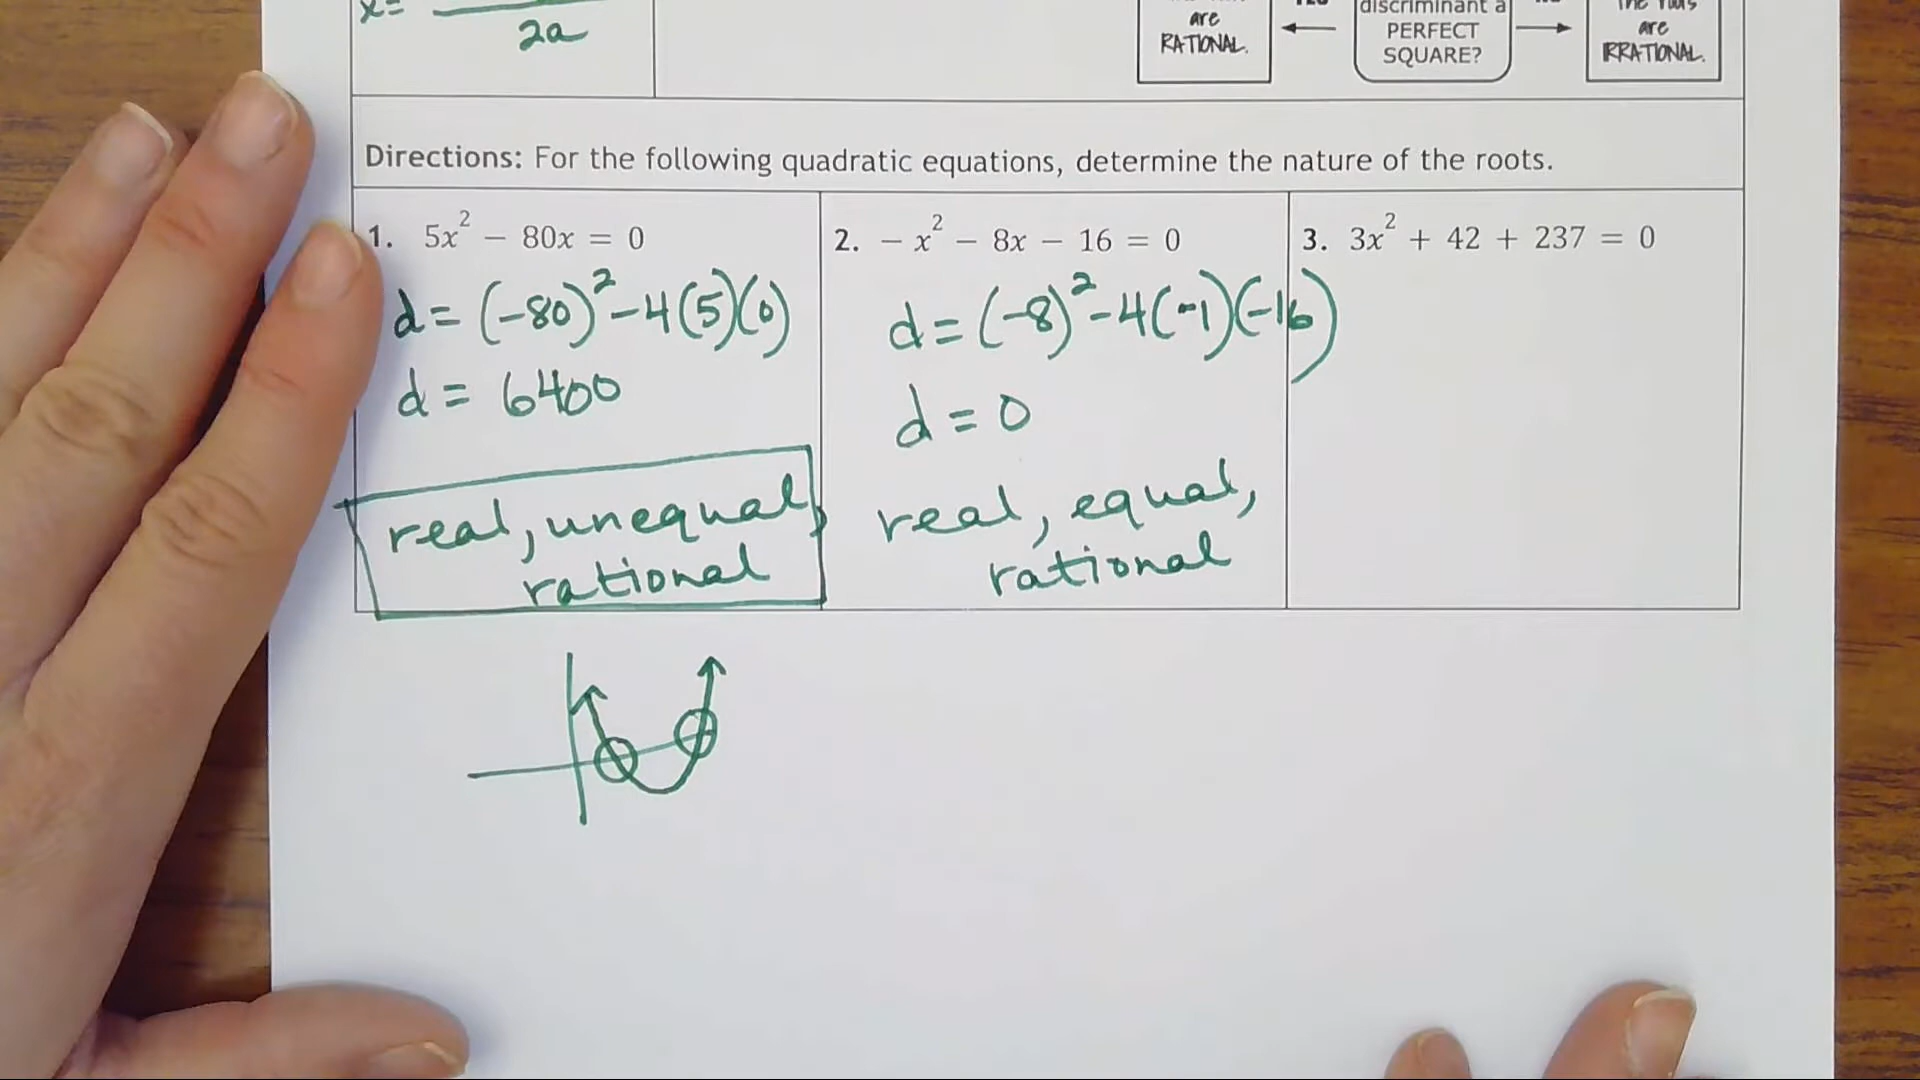 x=
2a
are
RATIONAL.
discriminant a
PERFECT
SQUARE?
The roots
are
IRRATIONAL.
Directions: For the following quadratic equations, determine the nature of the roots.
1. 5x² − 80x = 0
d = (-80)² - 4(5)(0)
d = 6400
real, unequal,
rational
2. − x² − 8x − 16 = 0
d = (-8)² - 4(-1)(-16)
d = 0
real, equal,
rational
3. 3x² + 42 + 237 = 0